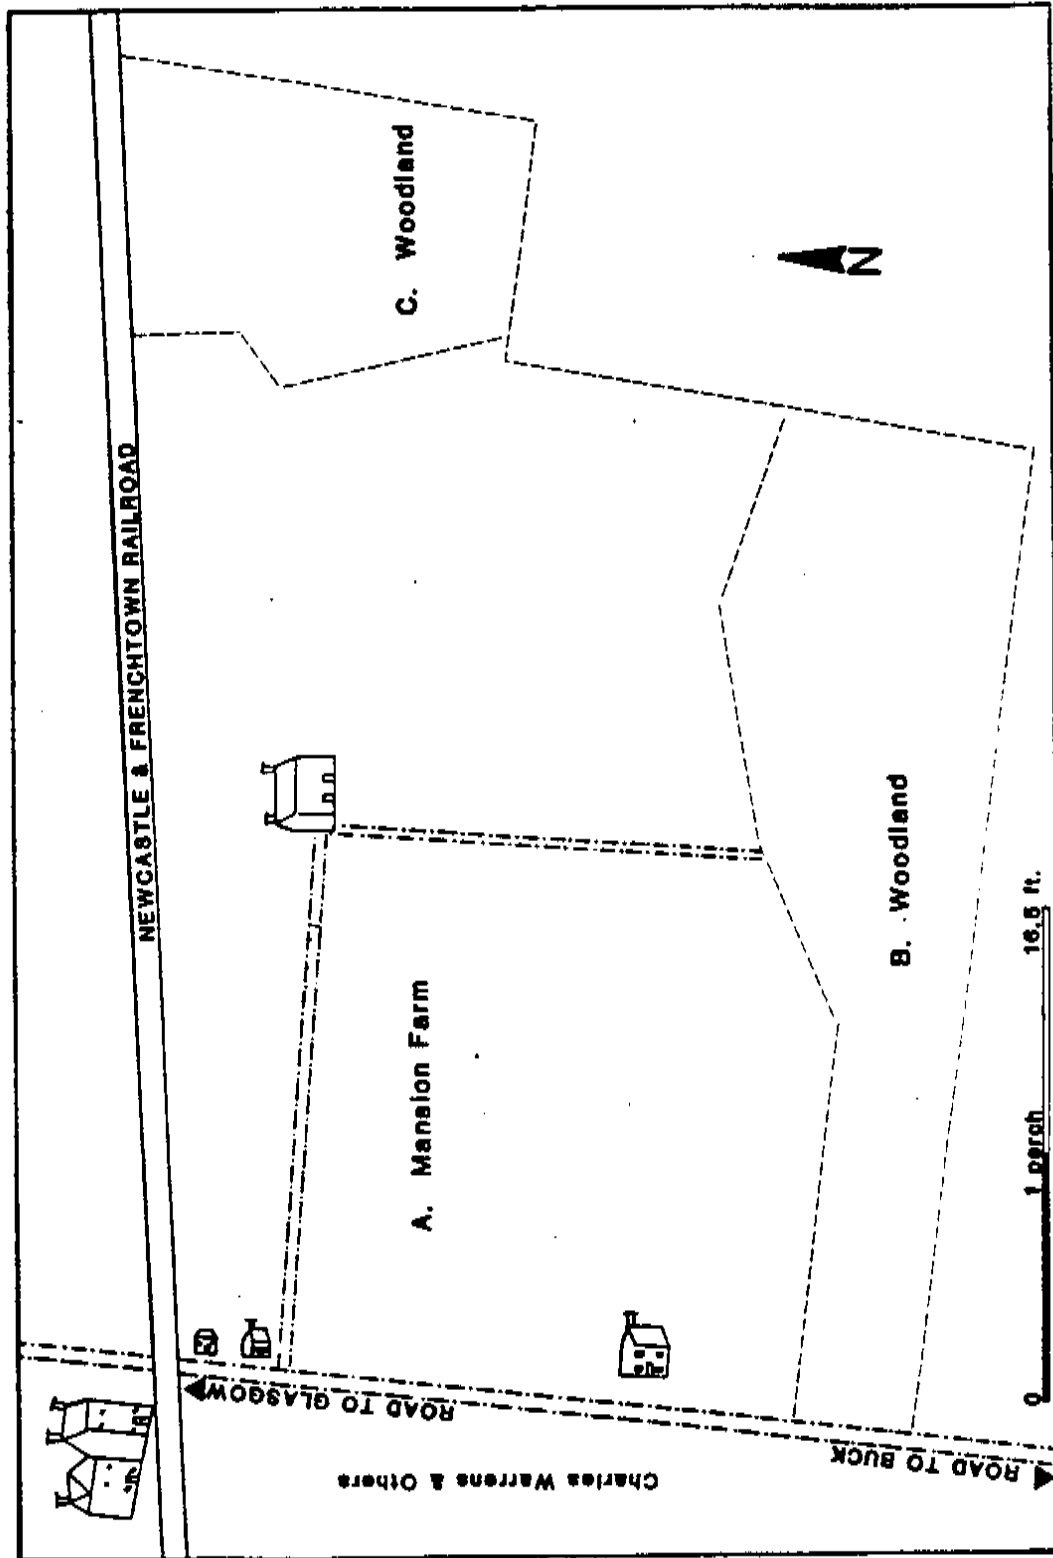 NEWCASTLE & FRENCHTOWN RAILROAD
C. Woodland
N
A. Mansion Farm
B. Woodland
ROAD TO GLASGOW
Charles Warrens & Others
ROAD TO BUCK
0 1 perch 16.5 ft.